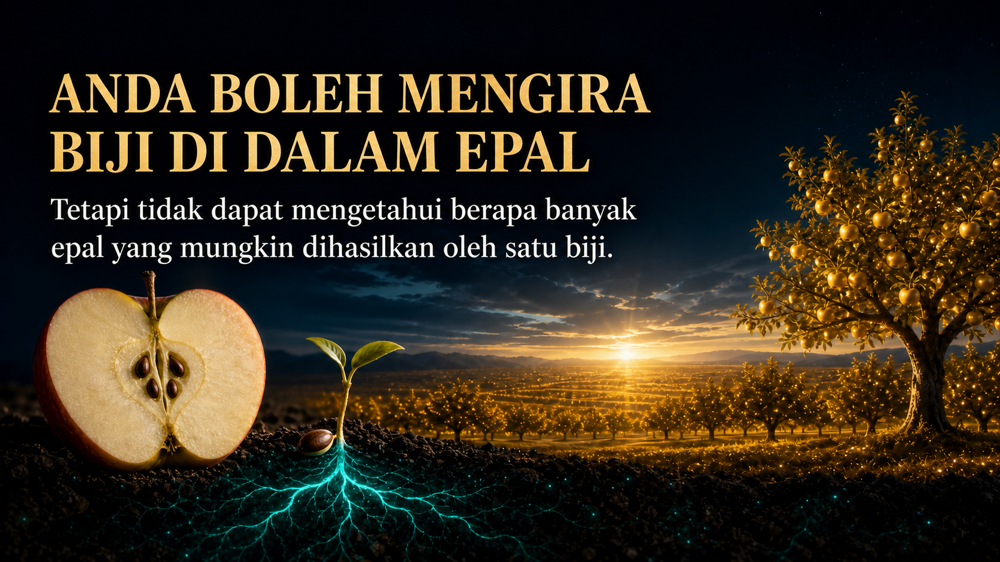 ANDA BOLEH MENGIRA
BIJI DI DALAM EPAL
Tetapi tidak dapat mengetahui berapa banyak
epal yang mungkin dihasilkan oleh satu biji.